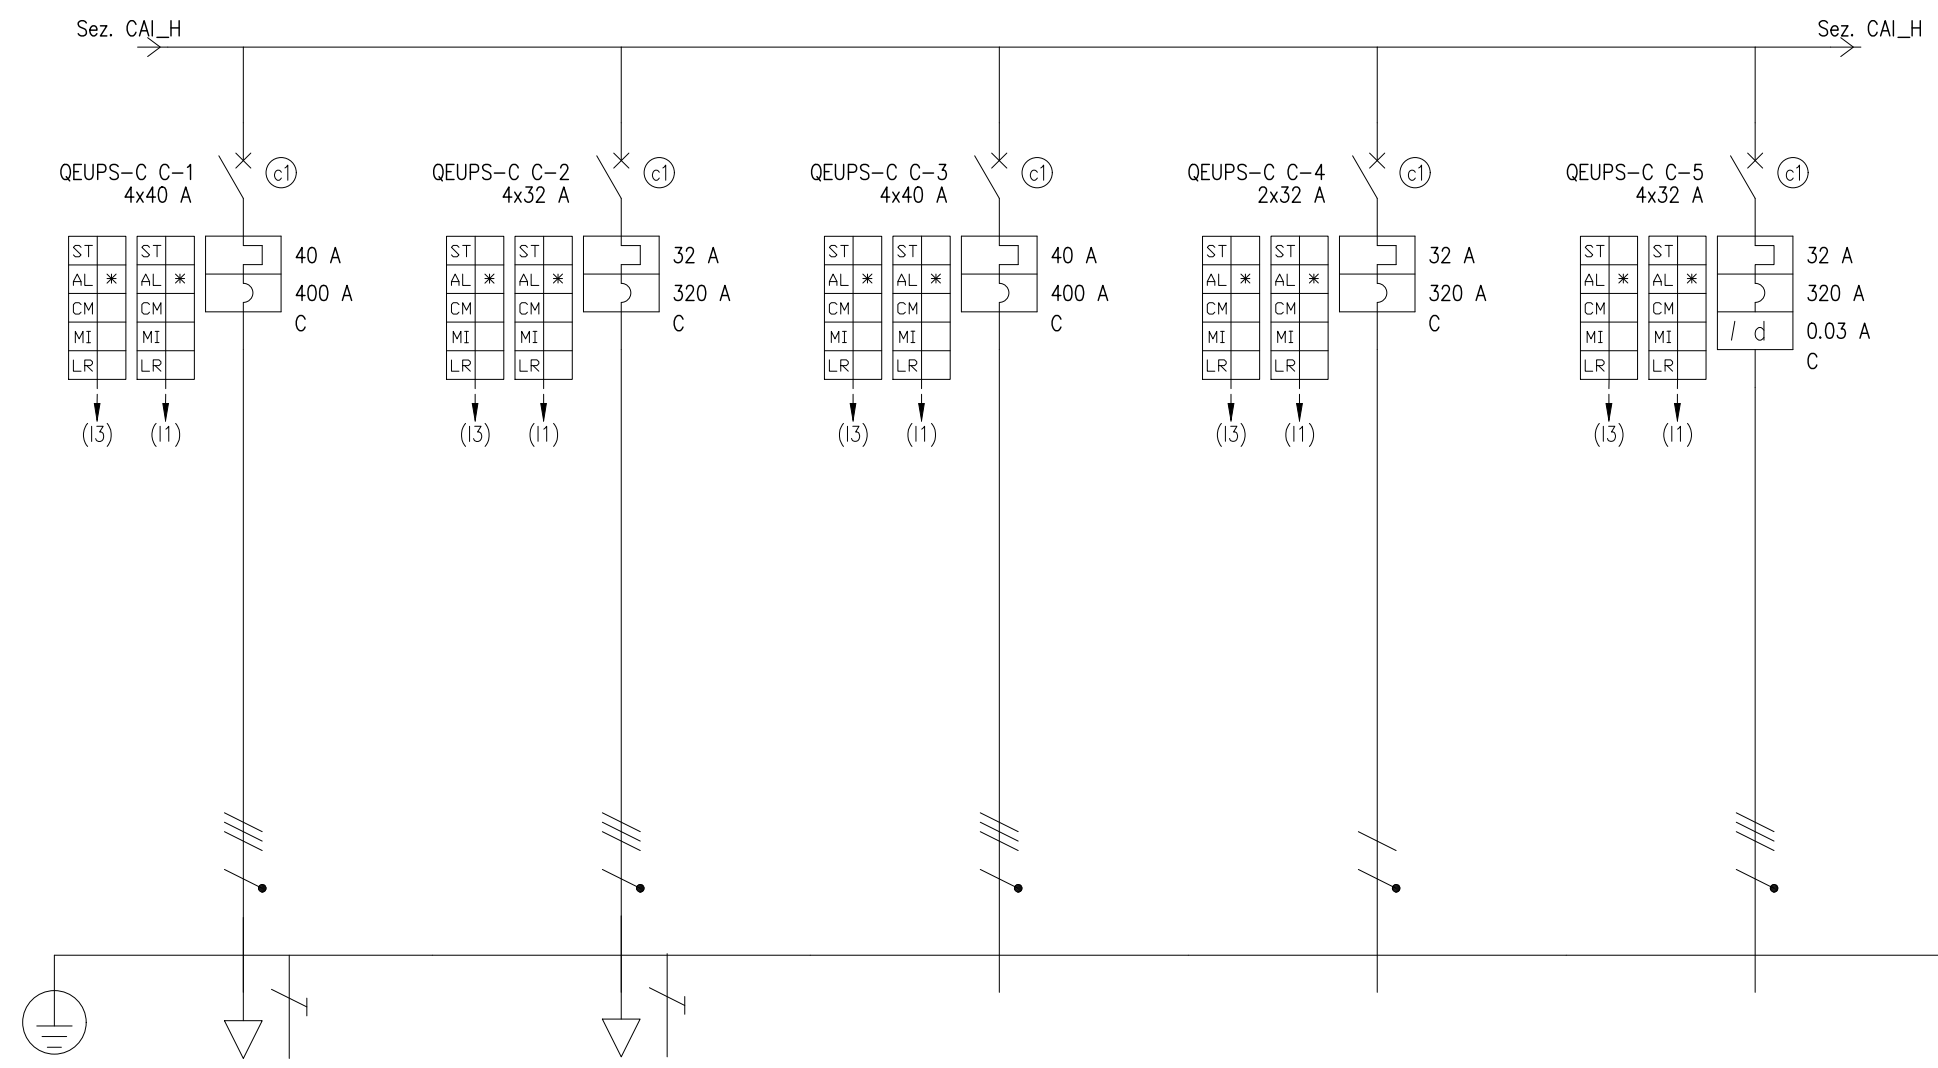 Sez. CAI_H
Sez. CAI_H
QEUPS-C C-1
4x40 A
c1
ST
AL *
CM
MI
LR
(I3)
ST
AL *
CM
MI
LR
(I1)
40 A
400 A
C
QEUPS-C C-2
4x32 A
c1
ST
AL *
CM
MI
LR
(I3)
ST
AL *
CM
MI
LR
(I1)
32 A
320 A
C
QEUPS-C C-3
4x40 A
c1
ST
AL *
CM
MI
LR
(I3)
ST
AL *
CM
MI
LR
(I1)
40 A
400 A
C
QEUPS-C C-4
2x32 A
c1
ST
AL *
CM
MI
LR
(I3)
ST
AL *
CM
MI
LR
(I1)
32 A
320 A
C
QEUPS-C C-5
4x32 A
c1
ST
AL *
CM
MI
LR
(I3)
ST
AL *
CM
MI
LR
(I1)
32 A
320 A
I d
0.03 A
C